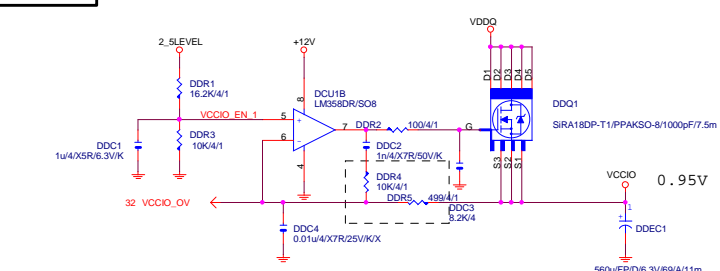 VDDQ
2_5LEVEL
+12V
D1
D2
D3
D4
D5
DDR1
16.2K/4/1
DCU1B
LM358DR/SO8
8
VCCIO_EN_1
5
+
7
DDR2
100/4/1
G
DDQ1
SiRA18DP-T1/PPAKSO-8/1000pF/7.5m
6
-
4
DDC1
1u/4/X5R/6.3V/K
DDR3
10K/4/1
DDC2
1n/4/X7R/50V/K
S3
S2
S1
DDR4
10K/4/1
VCCIO
0.95V
32 VCCIO_OV
DDR5
499/4/1
DDC3
8.2K/4
1
DDC4
0.01u/4/X7R/25V/K/X
+
DDEC1
560u/FP/D/6.3V/69/A/11m